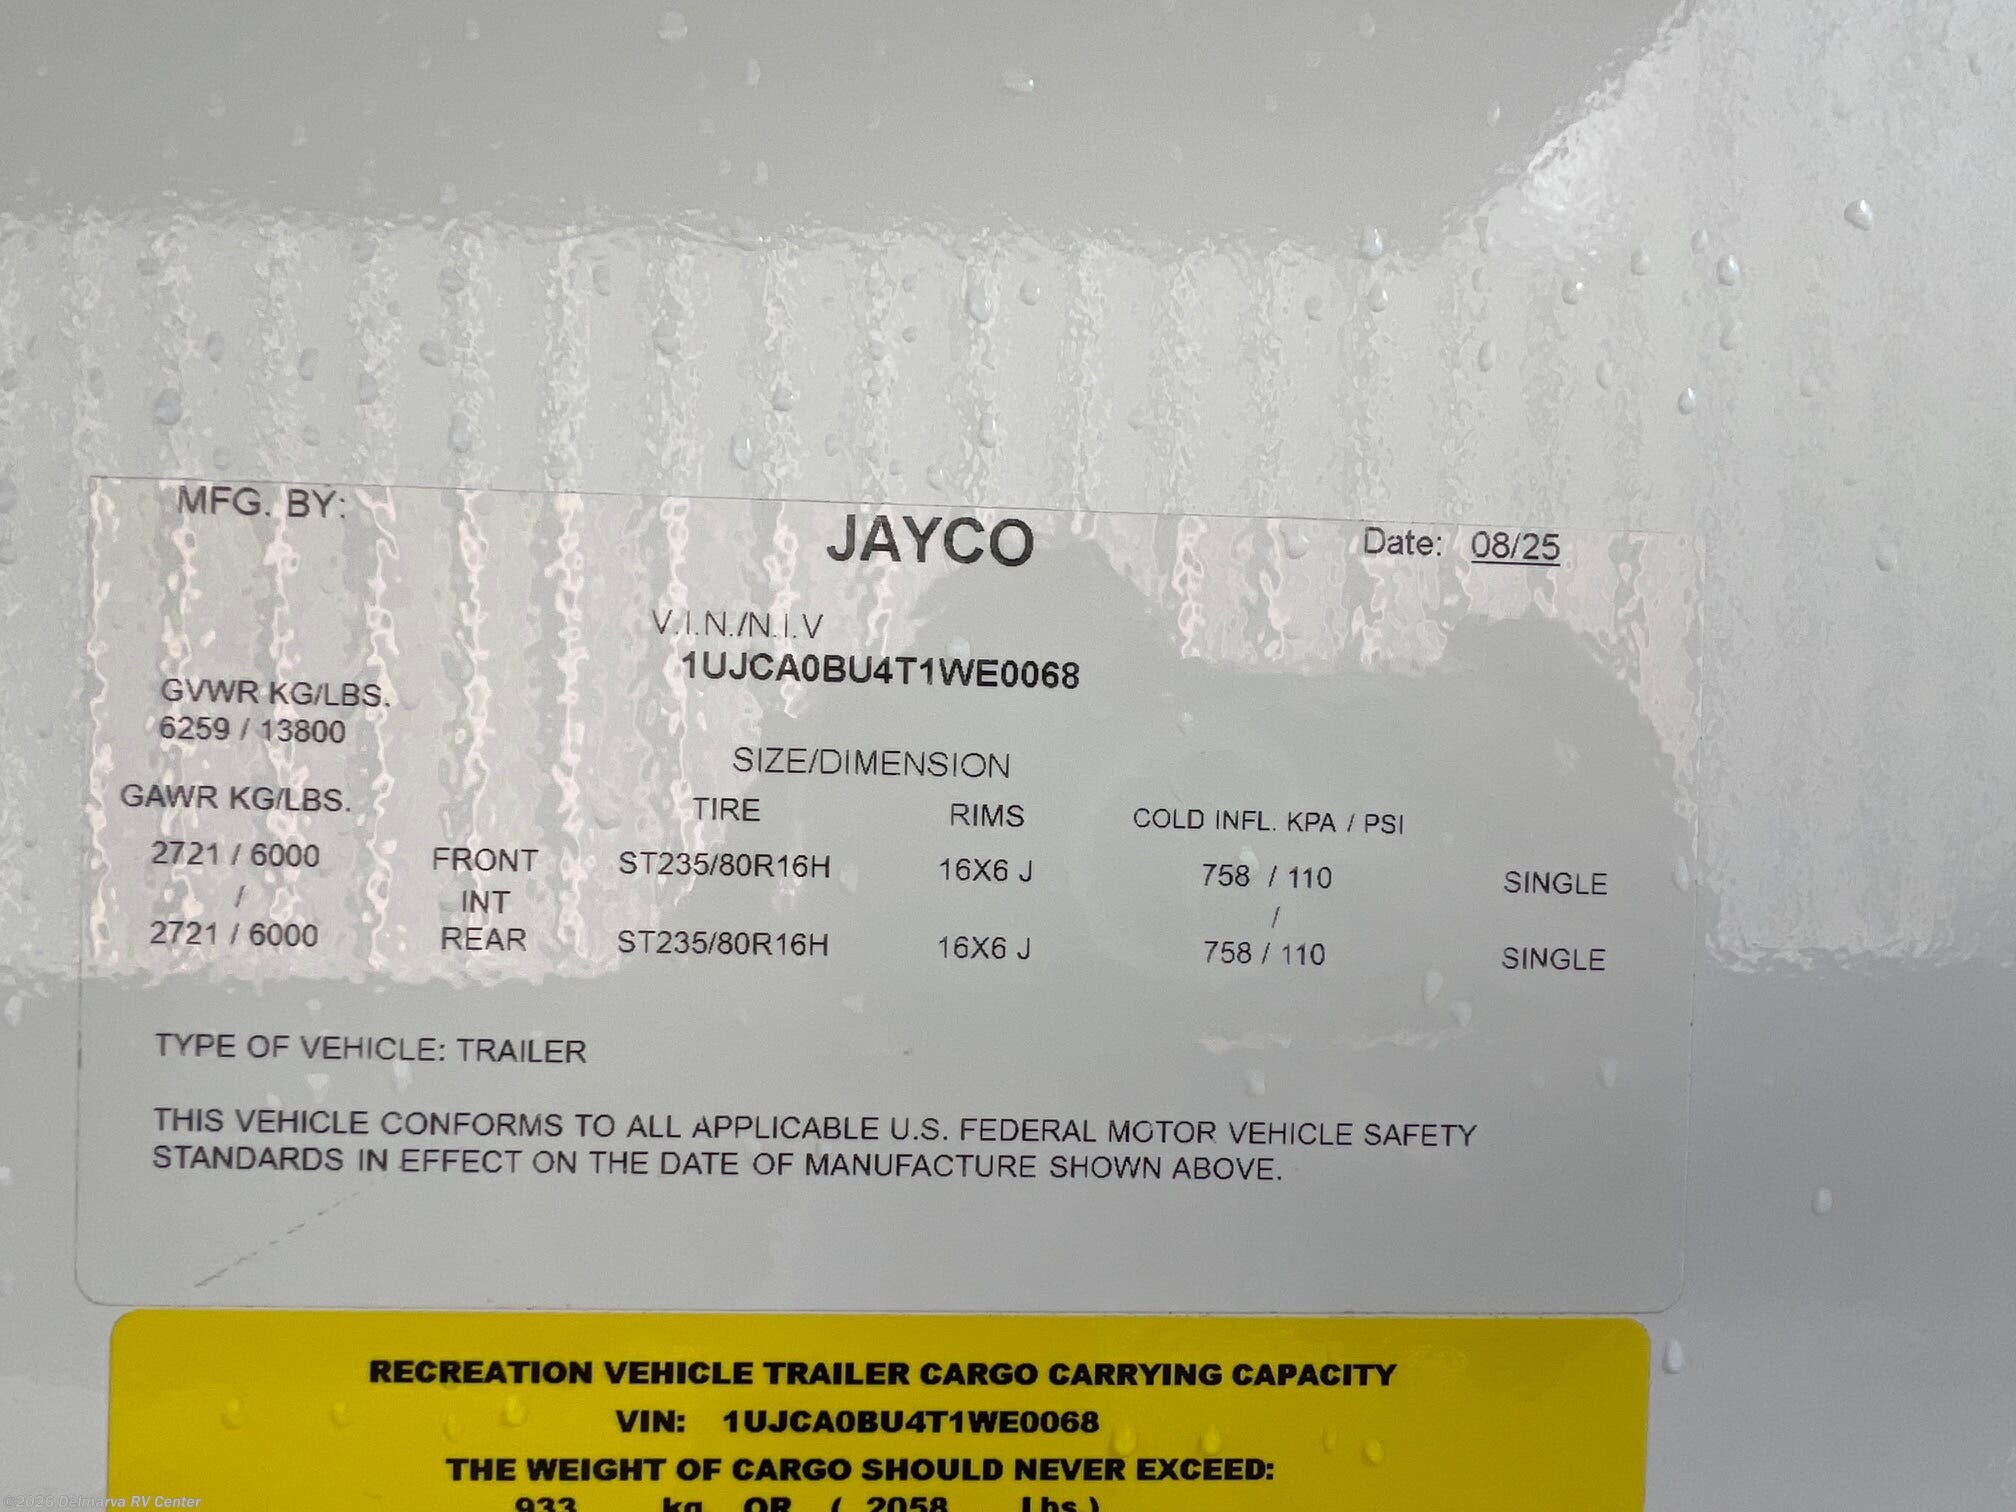 MFG. BY:
JAYCO
Date: 08/25
V.I.N./N.I.V
1UJCA0BU4T1WE0068
GVWR KG/LBS.
6259 / 13800
SIZE/DIMENSION
GAWR KG/LBS. TIRE RIMS COLD INFL. KPA / PSI
2721 / 6000 FRONT ST235/80R16H 16X6 J 758 / 110 SINGLE
/ INT /
2721 / 6000 REAR ST235/80R16H 16X6 J 758 / 110 SINGLE
TYPE OF VEHICLE: TRAILER
THIS VEHICLE CONFORMS TO ALL APPLICABLE U.S. FEDERAL MOTOR VEHICLE SAFETY
STANDARDS IN EFFECT ON THE DATE OF MANUFACTURE SHOWN ABOVE.
RECREATION VEHICLE TRAILER CARGO CARRYING CAPACITY
VIN: 1UJCA0BU4T1WE0068
THE WEIGHT OF CARGO SHOULD NEVER EXCEED:
933 kg OR ( 2058 Lbs.)
©2026 Delmarva RV Center